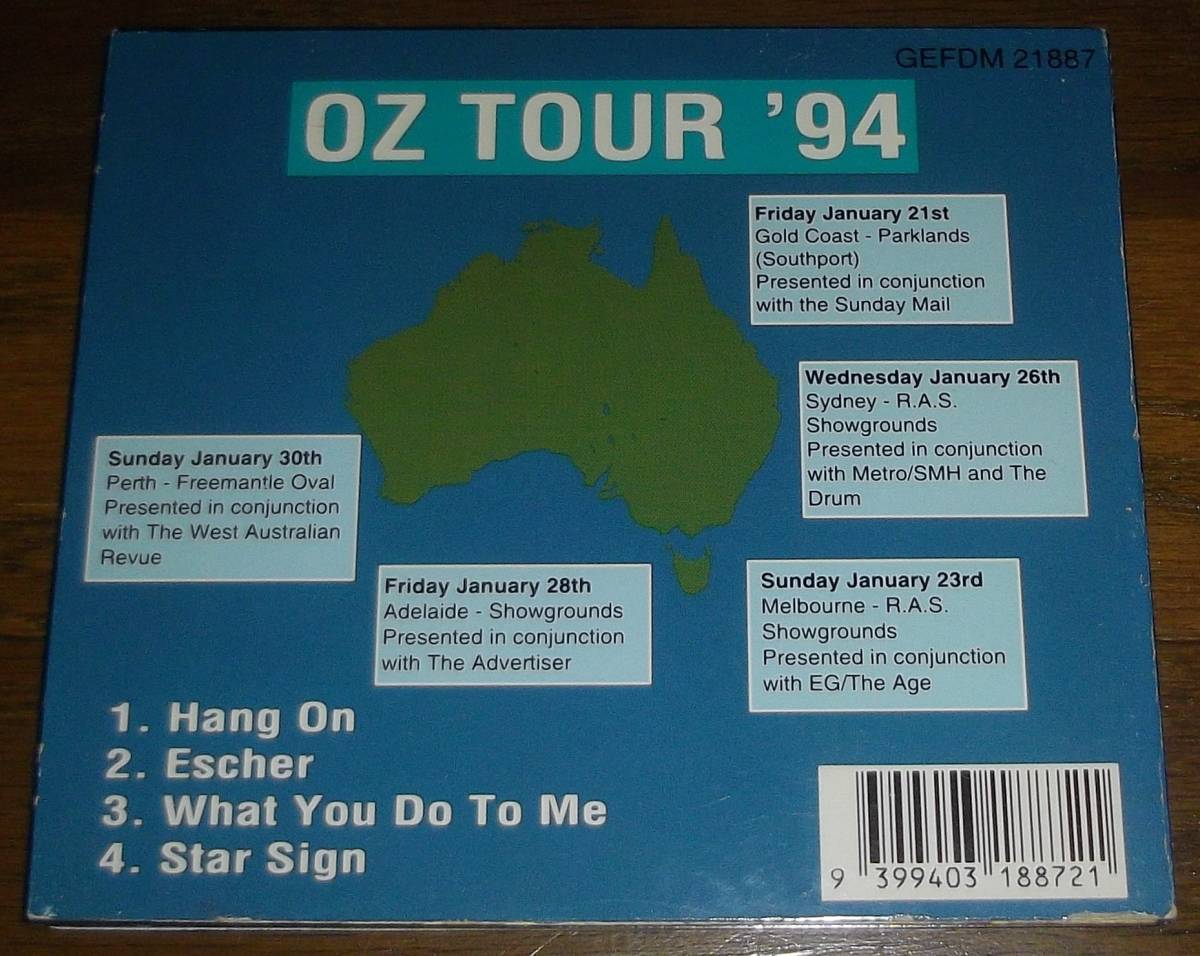 GEFDM 21887
OZ TOUR ’94
Friday January 21st
Gold Coast - Parklands
(Southport)
Presented in conjunction
with the Sunday Mail
Wednesday January 26th
Sydney - R.A.S.
Showgrounds
Presented in conjunction
with Metro/SMH and The
Drum
Sunday January 30th
Perth - Freemantle Oval
Presented in conjunction
with The West Australian
Revue
Friday January 28th
Adelaide - Showgrounds
Presented in conjunction
with The Advertiser
Sunday January 23rd
Melbourne - R.A.S.
Showgrounds
Presented in conjunction
with EG/The Age
1. Hang On
2. Escher
3. What You Do To Me
4. Star Sign
9 399403 188721